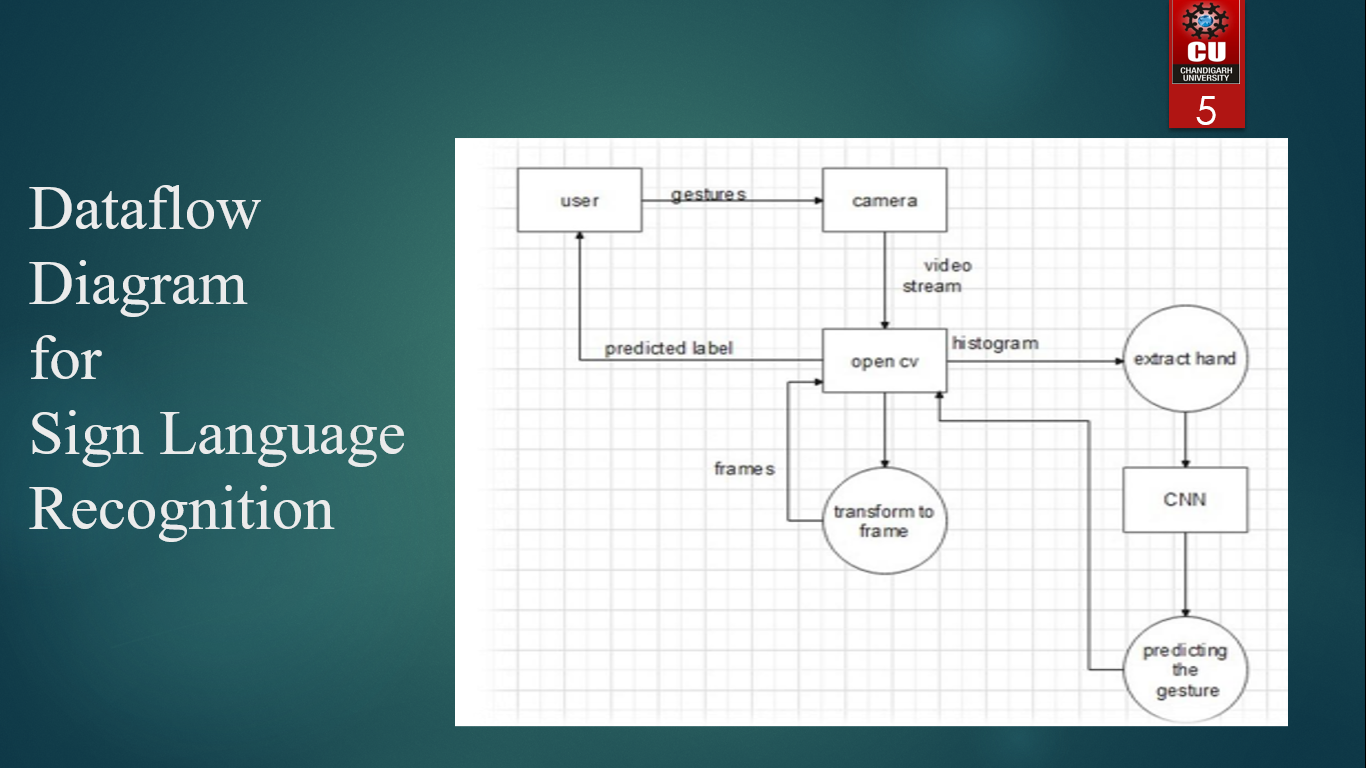 CU
CHANDIGARH
UNIVERSITY
5
Dataflow
Diagram
for
Sign Language
Recognition
user
gestures
camera
video
stream
predicted label
open cv
histogram
extract hand
frames
transform to
frame
CNN
predicting
the
gesture